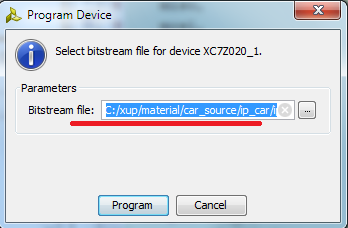 Program Device
Select bitstream file for device XC7Z020_1.
Parameters
Bitstream file: C:/xup/material/car_source/ip_car/i ...
Program Cancel